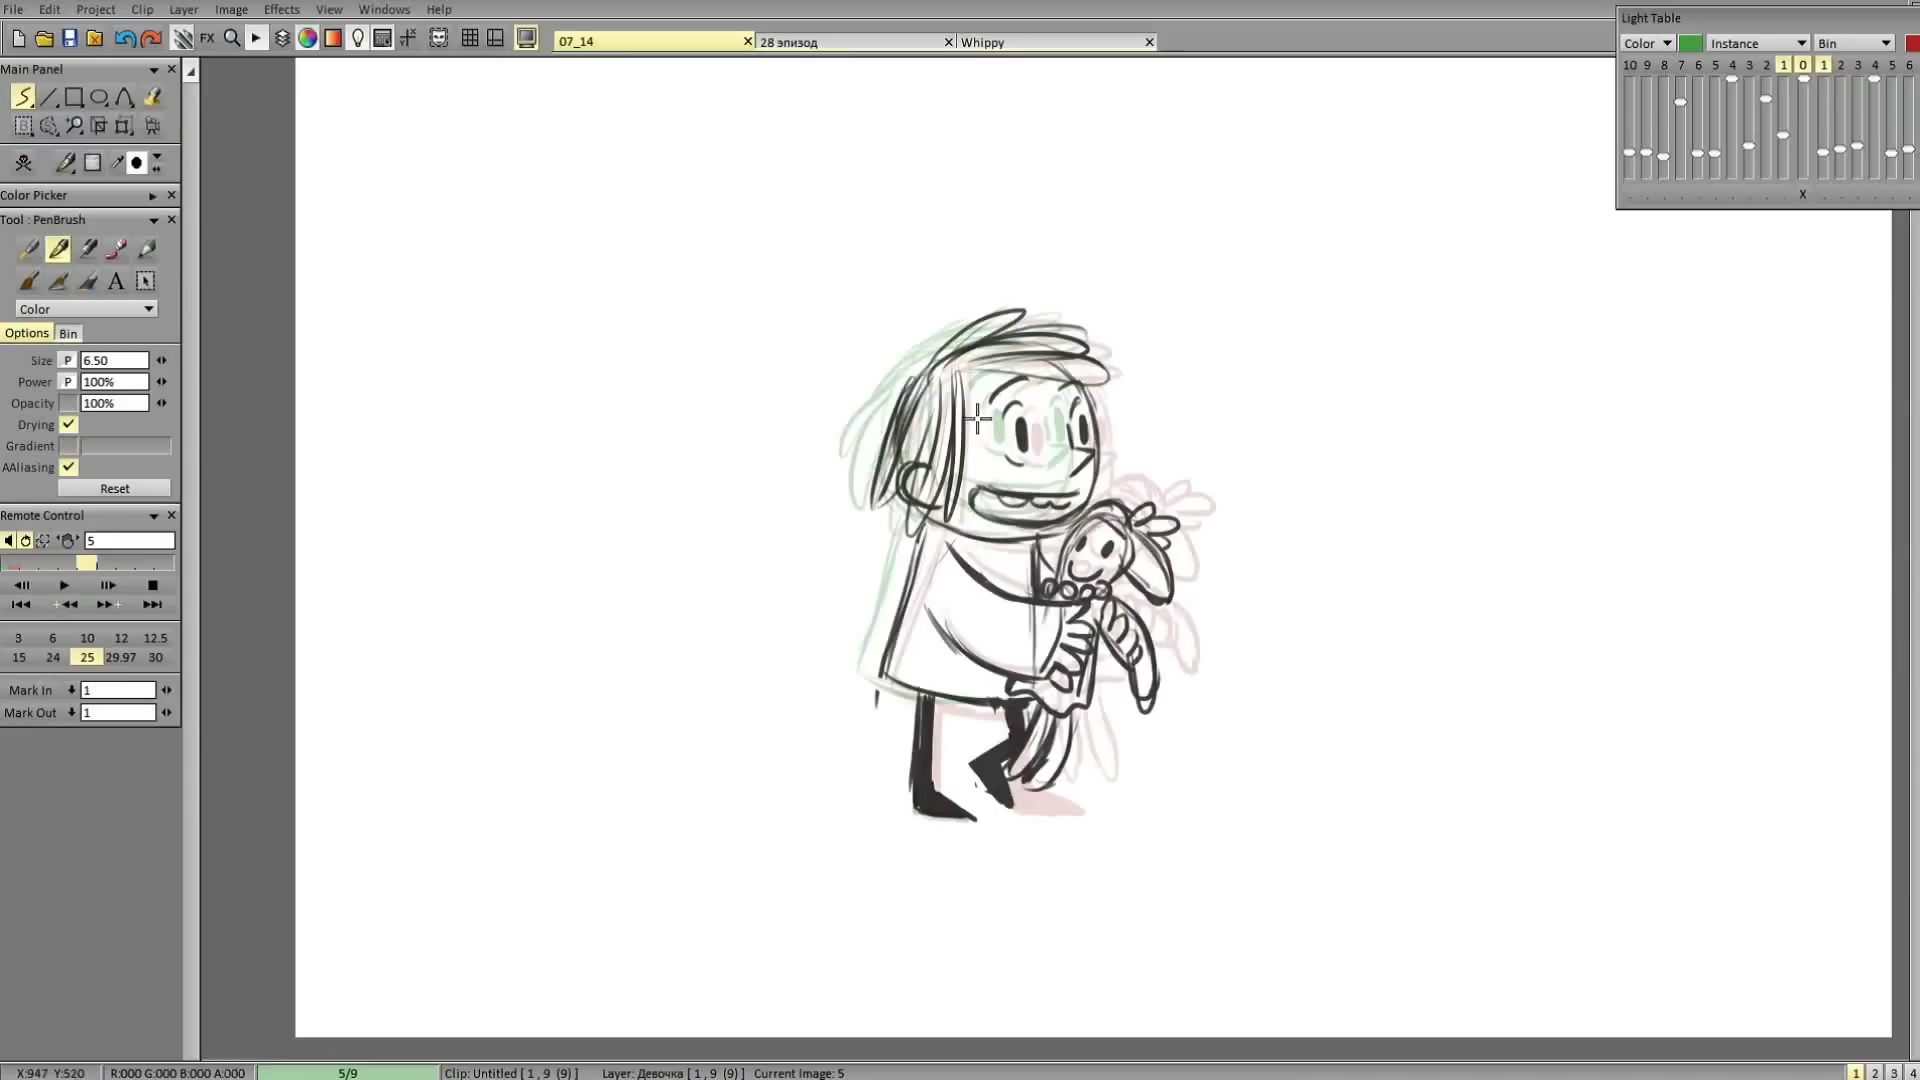 File Edit Project Clip Layer Image Effects View Windows Help
Light Table
FX 07_14 28 эпизод Whippy
Color Instance Bin
10 9 8 7 6 5 4 3 2 1 0 1 2 3 4 5 6
X
Main Panel
Color Picker
Tool : PenBrush
A
Color
Options Bin
Size P 6.50
Power P 100%
Opacity 100%
Drying
Gradient
AAliasing
Reset
Remote Control
5
3 6 10 12 12.5
15 24 25 29.97 30
Mark In 1
Mark Out 1
X:947 Y:520 R:000 G:000 B:000 A:000 5/9 Clip: Untitled [ 1 , 9 (9) ] Layer: Девочка [ 1 , 9 (9) ] Current Image: 5 1 2 3 4